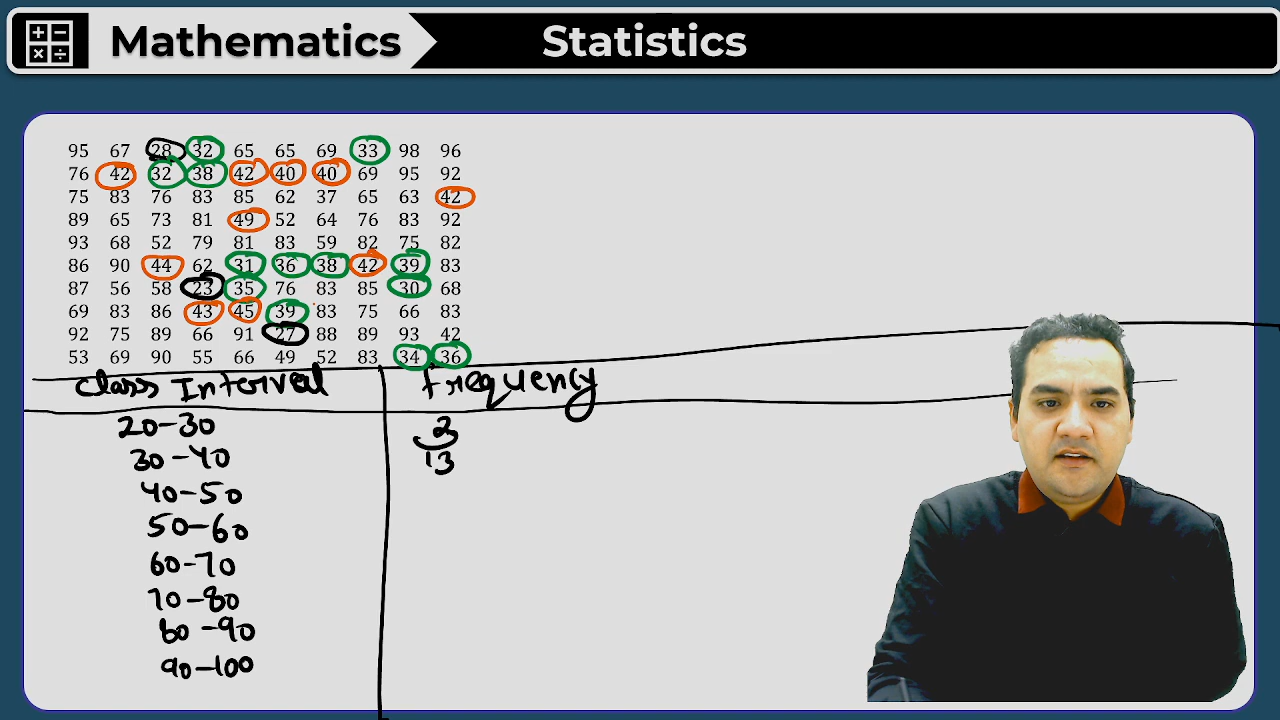 Mathematics
Statistics
95 67 28 32 65 65 69 33 98 96
76 42 32 38 42 40 40 69 95 92
75 83 76 83 85 62 37 65 63 42
89 65 73 81 49 52 64 76 83 92
93 68 52 79 81 83 59 82 75 82
86 90 44 62 31 36 38 42 39 83
87 56 58 23 35 76 83 85 30 68
69 83 86 43 45 39 83 75 66 83
92 75 89 66 91 27 88 89 93 42
53 69 90 55 66 49 52 83 34 36
Class Interval Frequency
20-30 2
30-40 13
40-50
50-60
60-70
70-80
80-90
90-100